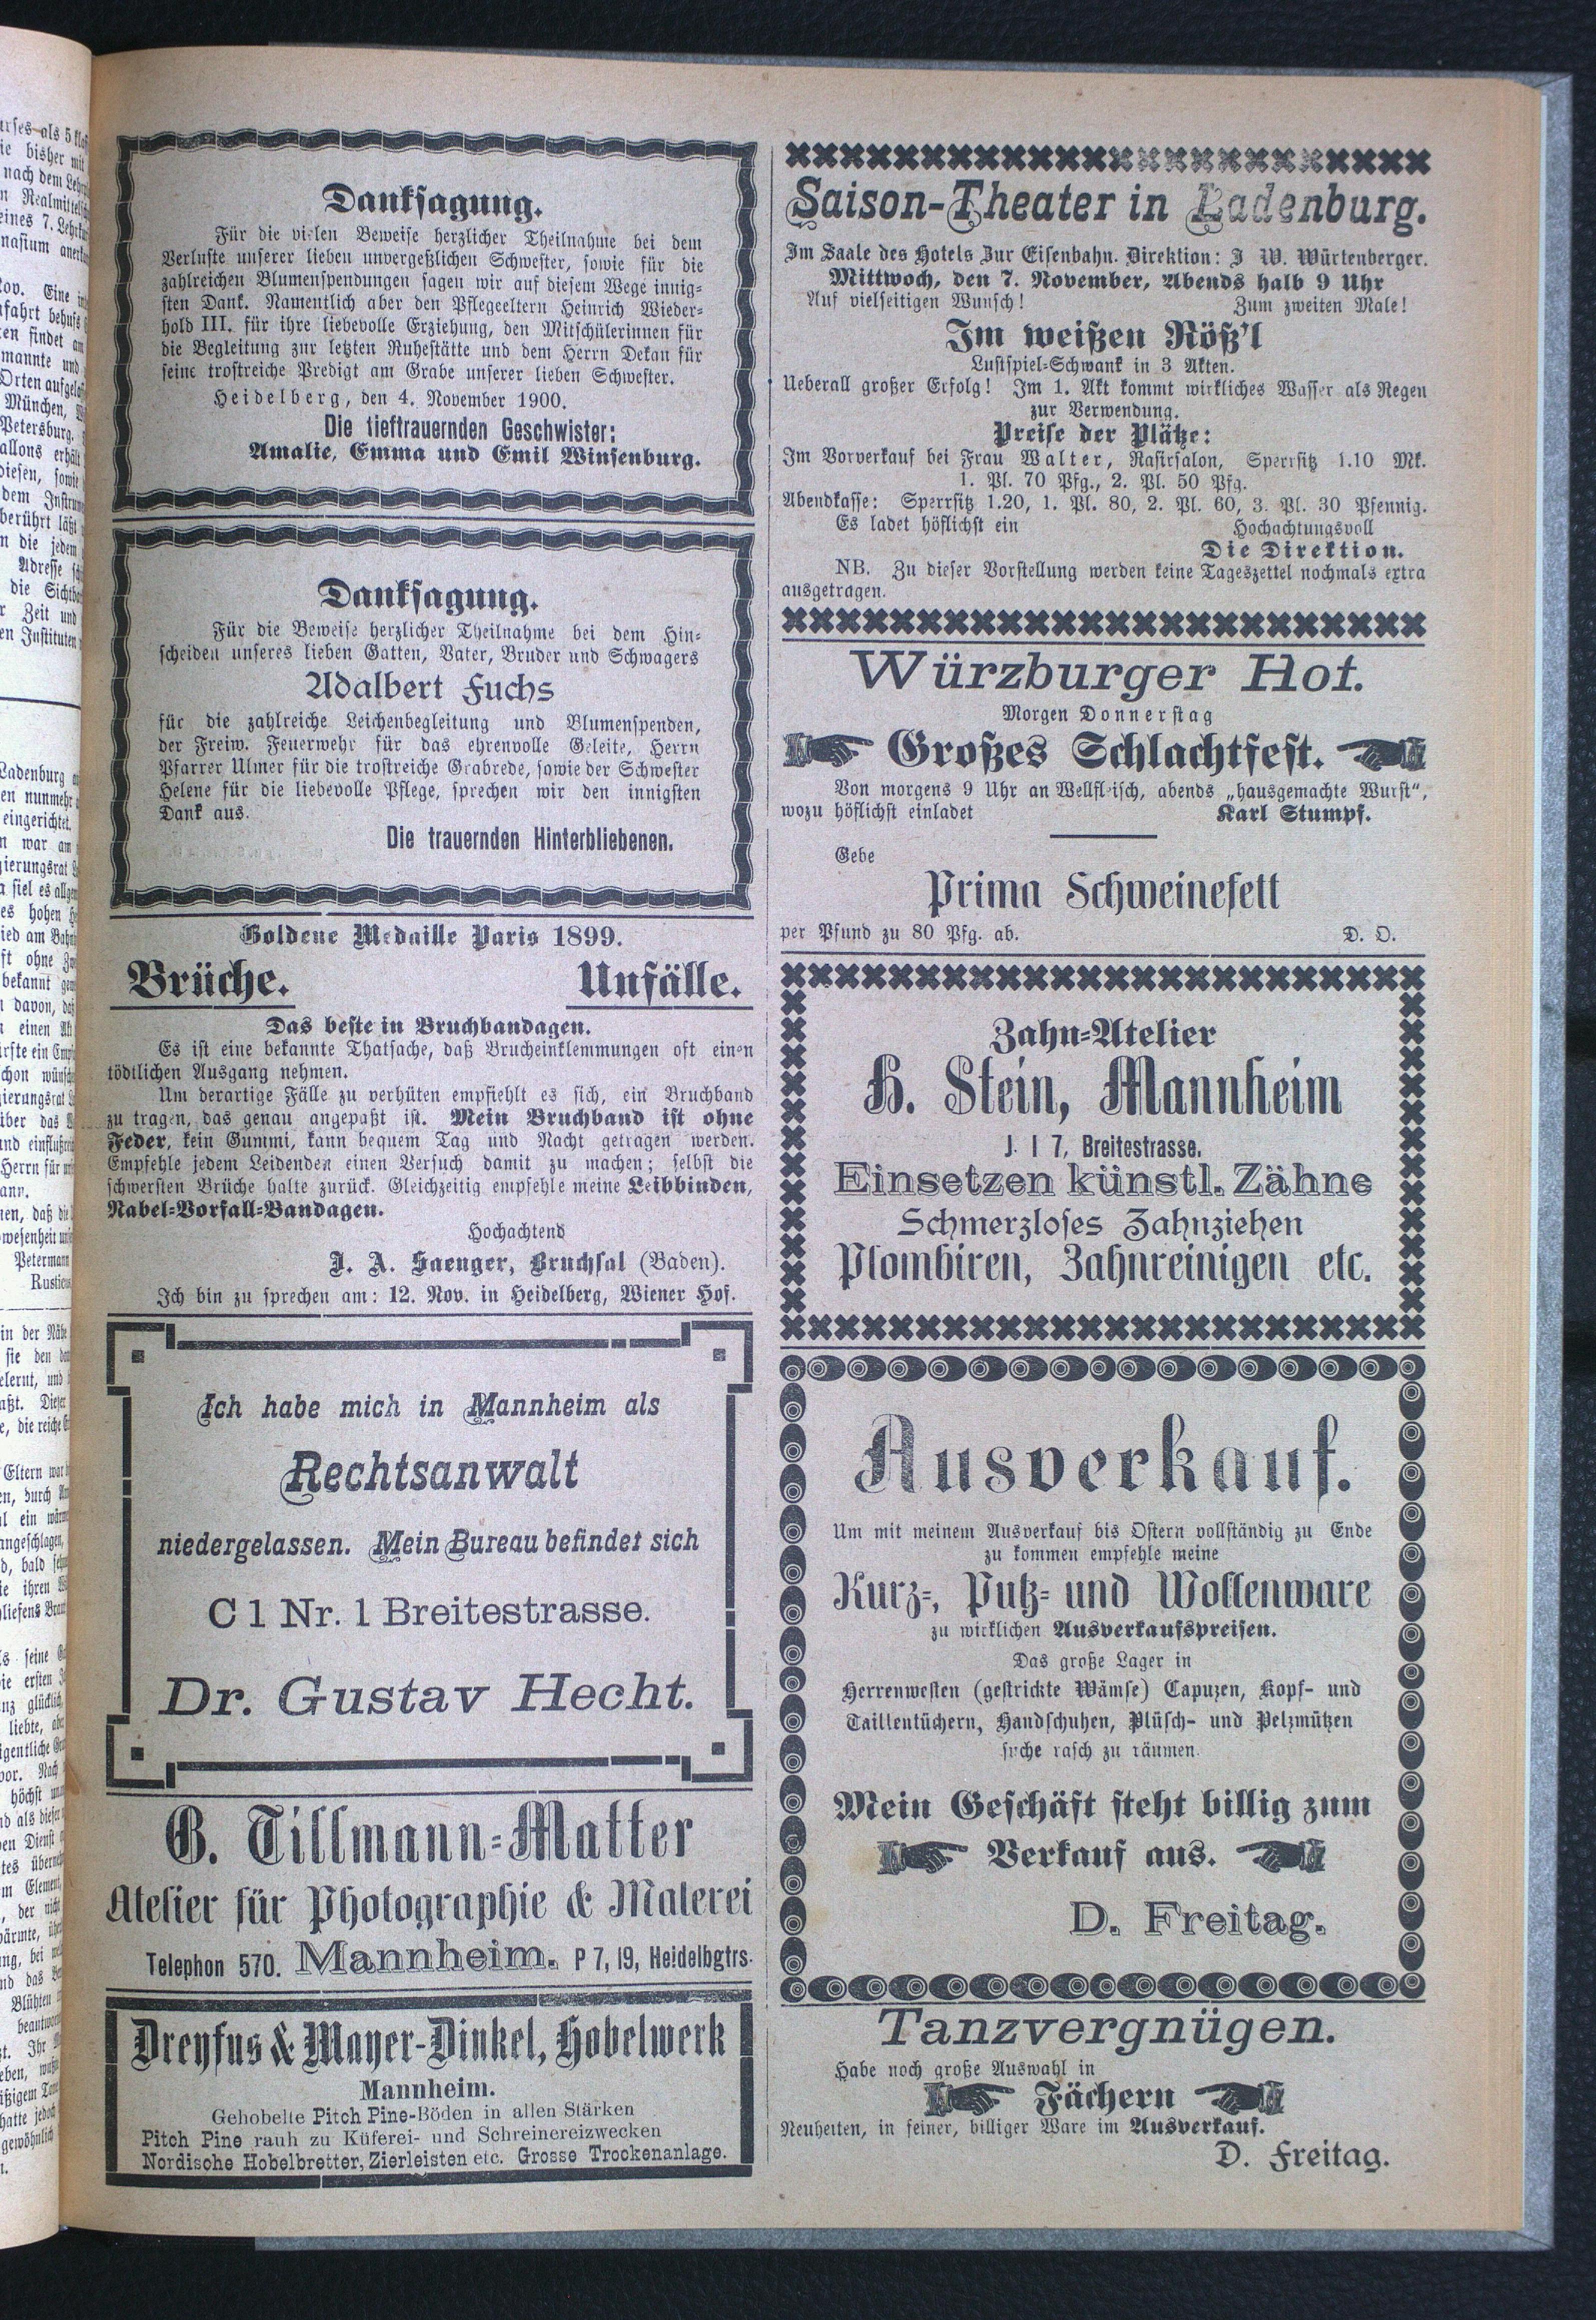 Danksagung.
Für die vielen Beweise herzlicher Theilnahme bei dem
Verluste unserer lieben unvergeßlichen Schwester, sowie für die
zahlreichen Blumenspendungen sagen wir auf diesem Wege innig-
sten Dank. Namentlich aber den Pflegeeltern Heinrich Wieder-
hold III. für ihre liebevolle Erziehung, den Mitschülerinnen für
die Begleitung zur letzten Ruhestätte und dem Herrn Dekan für
seine trostreiche Predigt am Grabe unserer lieben Schwester.
Heidelberg, den 4. November 1900.
Die tieftrauernden Geschwister:
Amalie, Emma und Emil Winsenburg.
Danksagung.
Für die Beweise herzlicher Theilnahme bei dem Hin-
scheiden unseres lieben Gatten, Vater, Bruder und Schwagers
Adalbert Fuchs
für die zahlreiche Leichenbegleitung und Blumenspenden,
der Freiw. Feuerwehr für das ehrenvolle Geleite, Herrn
Pfarrer Ulmer für die trostreiche Grabrede, sowie der Schwester
Helene für die liebevolle Pflege, sprechen wir den innigsten
Dank aus.
Die trauernden Hinterbliebenen.
Goldene Medaille Paris 1899.
Brüche. Unfälle.
Das beste in Bruchbandagen.
Es ist eine bekannte Thatsache, daß Brucheinklemmungen oft einen
tödtlichen Ausgang nehmen.
Um derartige Fälle zu verhüten empfiehlt es sich, ein Bruchband
zu tragen, das genau angepaßt ist. Mein Bruchband ist ohne
Feder, kein Gummi, kann bequem Tag und Nacht getragen werden.
Empfehle jedem Leidenden einen Versuch damit zu machen; selbst die
schwersten Brüche halte zurück. Gleichzeitig empfehle meine Leibbinden,
Nabel-Vorfall-Bandagen.
Hochachtend
J. A. Saenger, Bruchsal (Baden).
Ich bin zu sprechen am: 12. Nov. in Heidelberg, Wiener Hof.
Ich habe mich in Mannheim als
Rechtsanwalt
niedergelassen. Mein Bureau befindet sich
C 1 Nr. 1 Breitestrasse.
Dr. Gustav Hecht.
G. Tillmann-Matter
Atelier für Photographie & Malerei
Telephon 570. Mannheim. P 7, 19, Heidelbgtrs.
Dreyfus & Mayer-Dinkel, Hobelwerk
Mannheim.
Gehobelte Pitch Pine-Böden in allen Stärken
Pitch Pine rauh zu Küferei- und Schreinereizwecken
Nordische Hobelbretter, Zierleisten etc. Grosse Trockenanlage.
Saison-Theater in Ladenburg.
Im Saale des Hotels Zur Eisenbahn. Direktion: J W. Würtenberger.
Mittwoch, den 7. November, Abends halb 9 Uhr
Auf vielseitigen Wunsch! Zum zweiten Male!
Im weißen Röß'l
Lustspiel-Schwank in 3 Akten.
Ueberall großer Erfolg! Im 1. Akt kommt wirkliches Wasser als Regen
zur Verwendung.
Preise der Plätze:
Im Vorverkauf bei Frau Walter, Rasirsalon, Sperrsitz 1.10 Mk.
1. Pl. 70 Pfg., 2. Pl. 50 Pfg.
Abendkasse: Sperrsitz 1.20, 1. Pl. 80, 2. Pl. 60, 3. Pl. 30 Pfennig.
Es ladet höflichst ein Hochachtungsvoll
Die Direktion.
NB. Zu dieser Vorstellung werden keine Tageszettel nochmals extra
ausgetragen.
Würzburger Hof.
Morgen Donnerstag
Großes Schlachtfest.
Von morgens 9 Uhr an Wellfleisch, abends „hausgemachte Wurst“,
wozu höflichst einladet Karl Stumpf.
Gebe
Prima Schweinefett
per Pfund zu 80 Pfg. ab. D. O.
Zahn-Atelier
H. Stein, Mannheim
J. I 7, Breitestrasse.
Einsetzen künstl. Zähne
Schmerzloses Zahnziehen
Plombiren, Zahnreinigen etc.
Ausverkauf.
Um mit meinem Ausverkauf bis Ostern vollständig zu Ende
zu kommen empfehle meine
Kurz-, Putz- und Wollenware
zu wirklichen Ausverkaufspreisen.
Das große Lager in
Herrenwesten (gestrickte Wämse) Capuzen, Kopf- und
Taillentüchern, Handschuhen, Plüsch- und Pelzmützen
suche rasch zu räumen.
Mein Geschäft steht billig zum
Verkauf aus.
D. Freitag.
Tanzvergnügen.
Habe noch große Auswahl in
Fächern
Neuheiten, in feiner, billiger Ware im Ausverkauf.
D. Freitag.